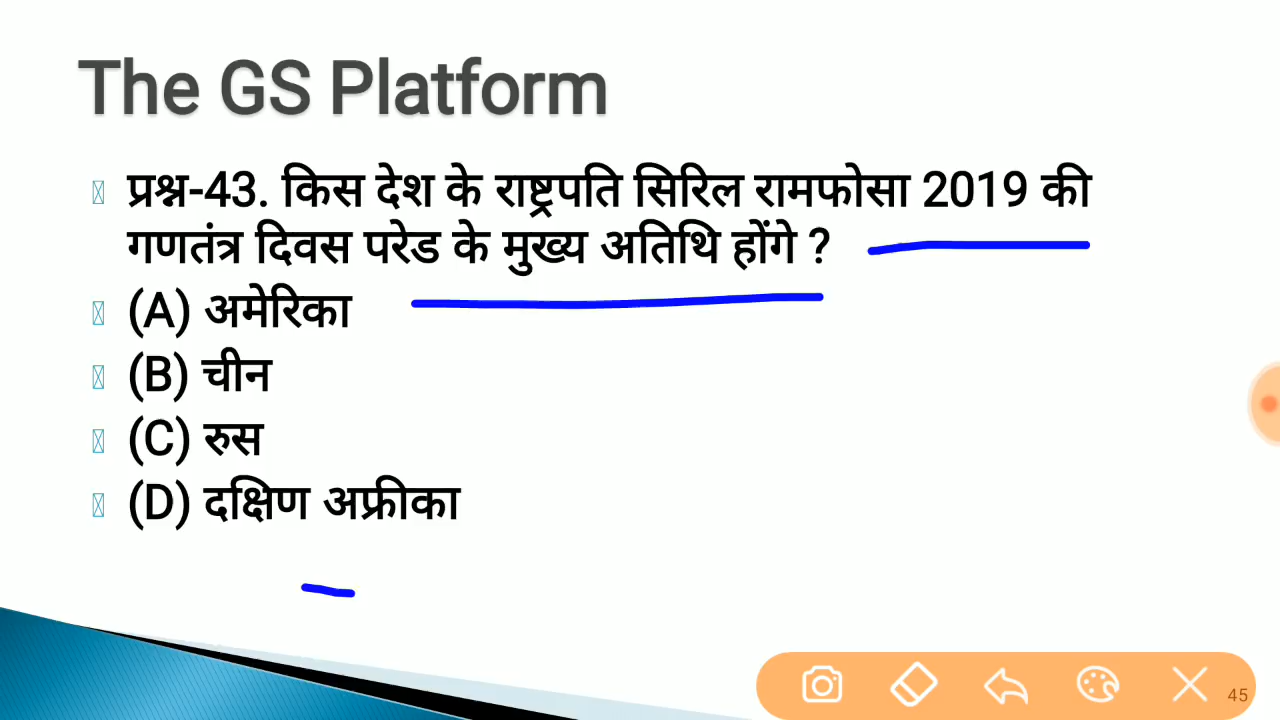 The GS Platform
प्रश्न-43. किस देश के राष्ट्रपति सिरिल रामफोसा 2019 की
गणतंत्र दिवस परेड के मुख्य अतिथि होंगे ?
(A) अमेरिका
(B) चीन
(C) रुस
(D) दक्षिण अफ्रीका
45